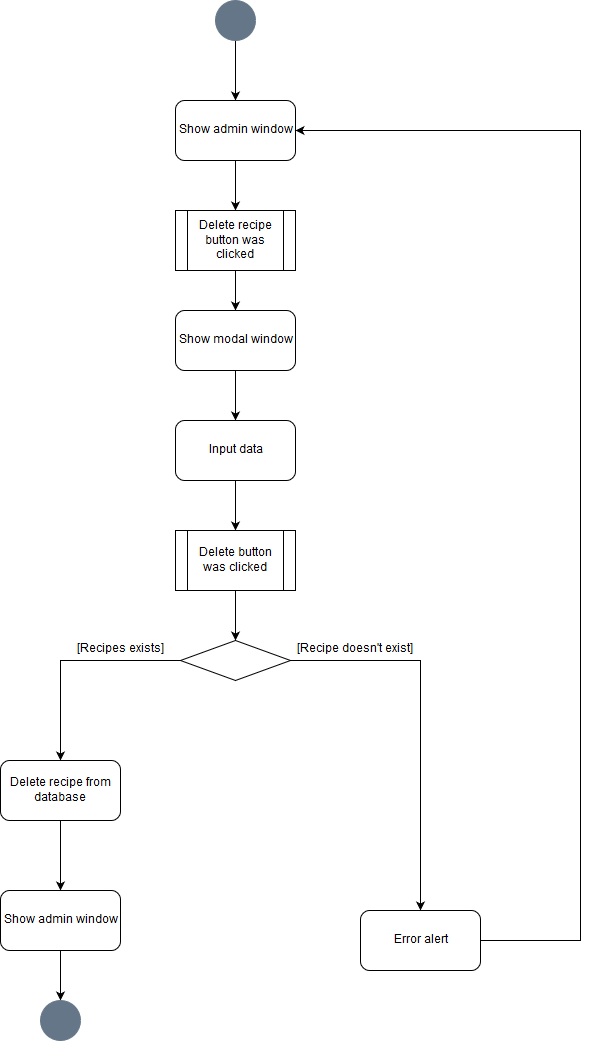 Show admin window
Delete recipe
button was
clicked
Show modal window
Input data
Delete button
was clicked
[Recipes exists]
[Recipe doesn't exist]
Delete recipe from
database
Show admin window
Error alert